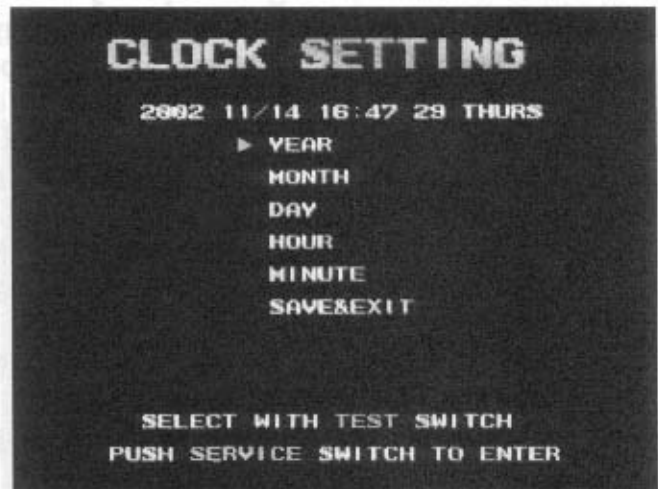 CLOCK SETTING
2002 11/14 16:47 29 THURS
▶ YEAR
MONTH
DAY
HOUR
MINUTE
SAVE&EXIT
SELECT WITH TEST SWITCH
PUSH SERVICE SWITCH TO ENTER